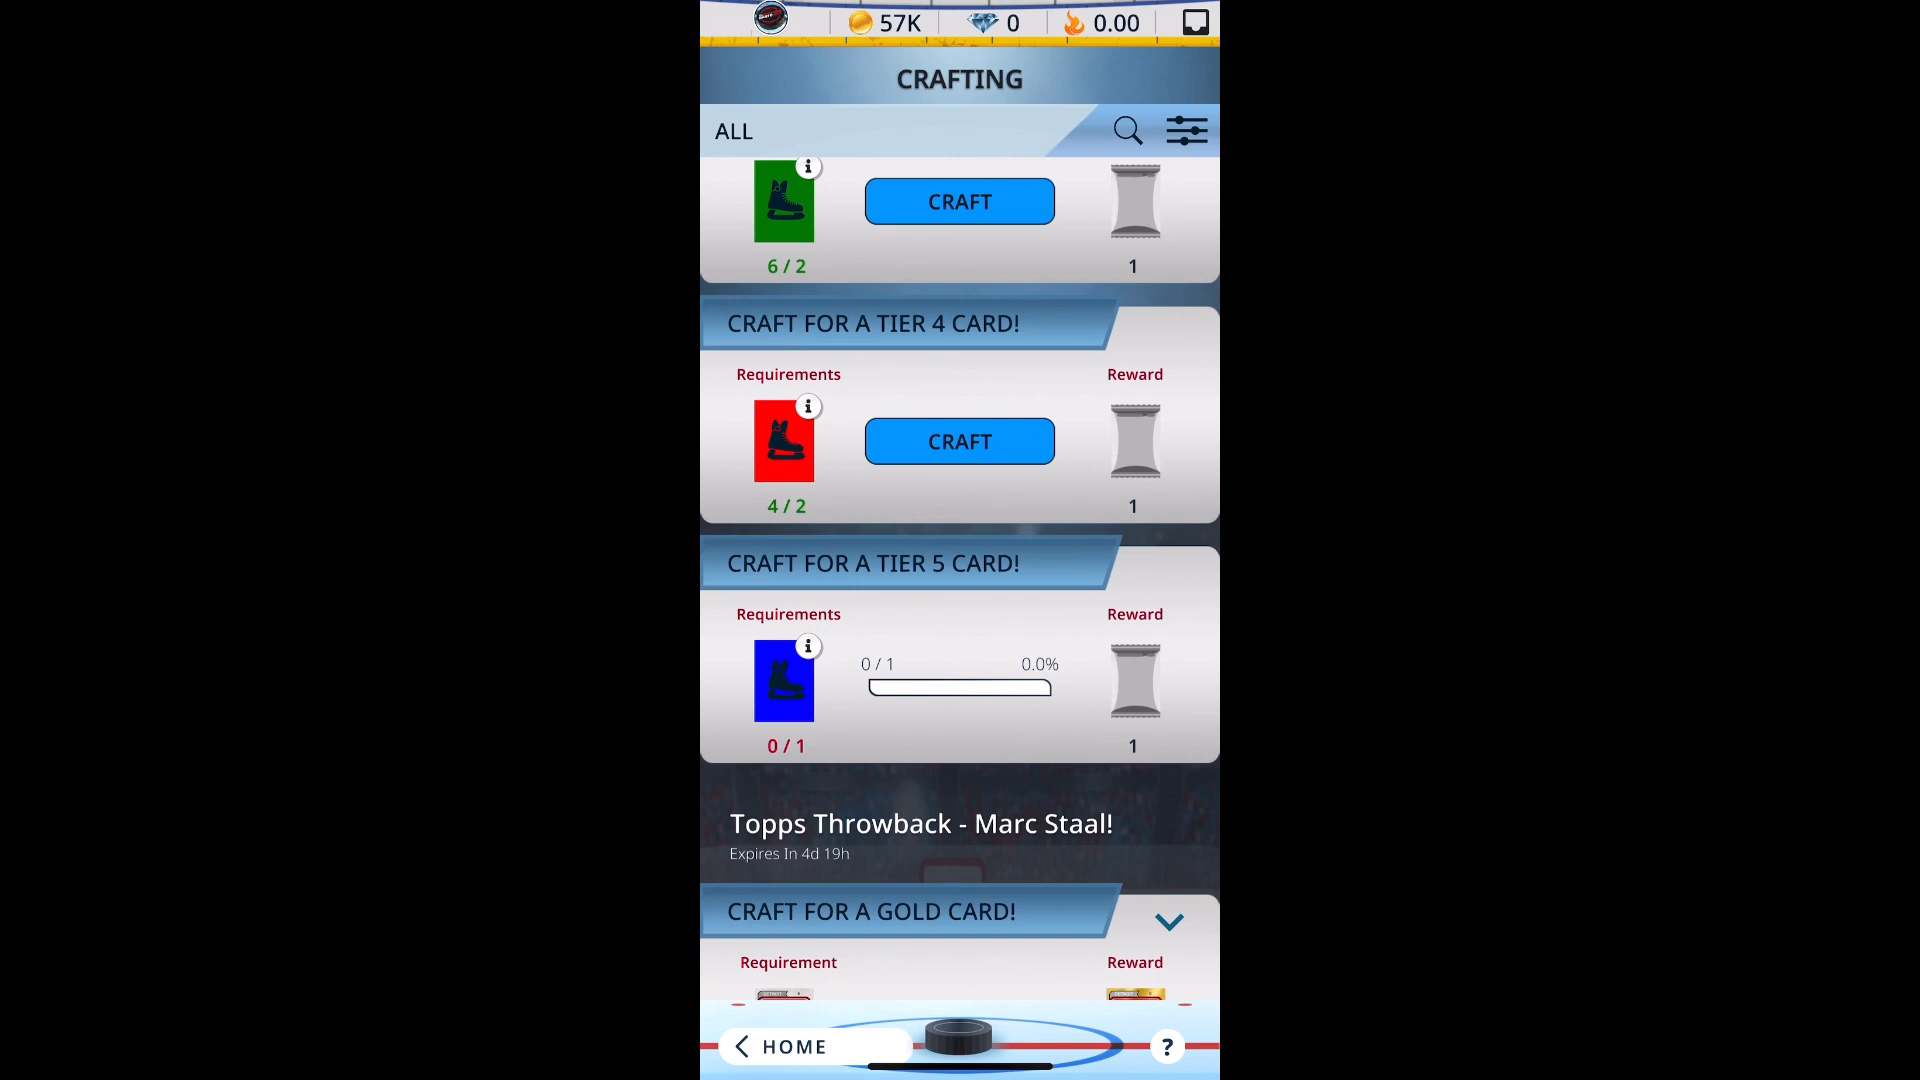 57K 0 0.00
CRAFTING
ALL
i
CRAFT
6 / 2 1
CRAFT FOR A TIER 4 CARD!
Requirements Reward
i
CRAFT
4 / 2 1
CRAFT FOR A TIER 5 CARD!
Requirements Reward
i
0 / 1 0.0%
0 / 1 1
Topps Throwback - Marc Staal!
Expires In 4d 19h
CRAFT FOR A GOLD CARD!
Requirement Reward
HOME ?